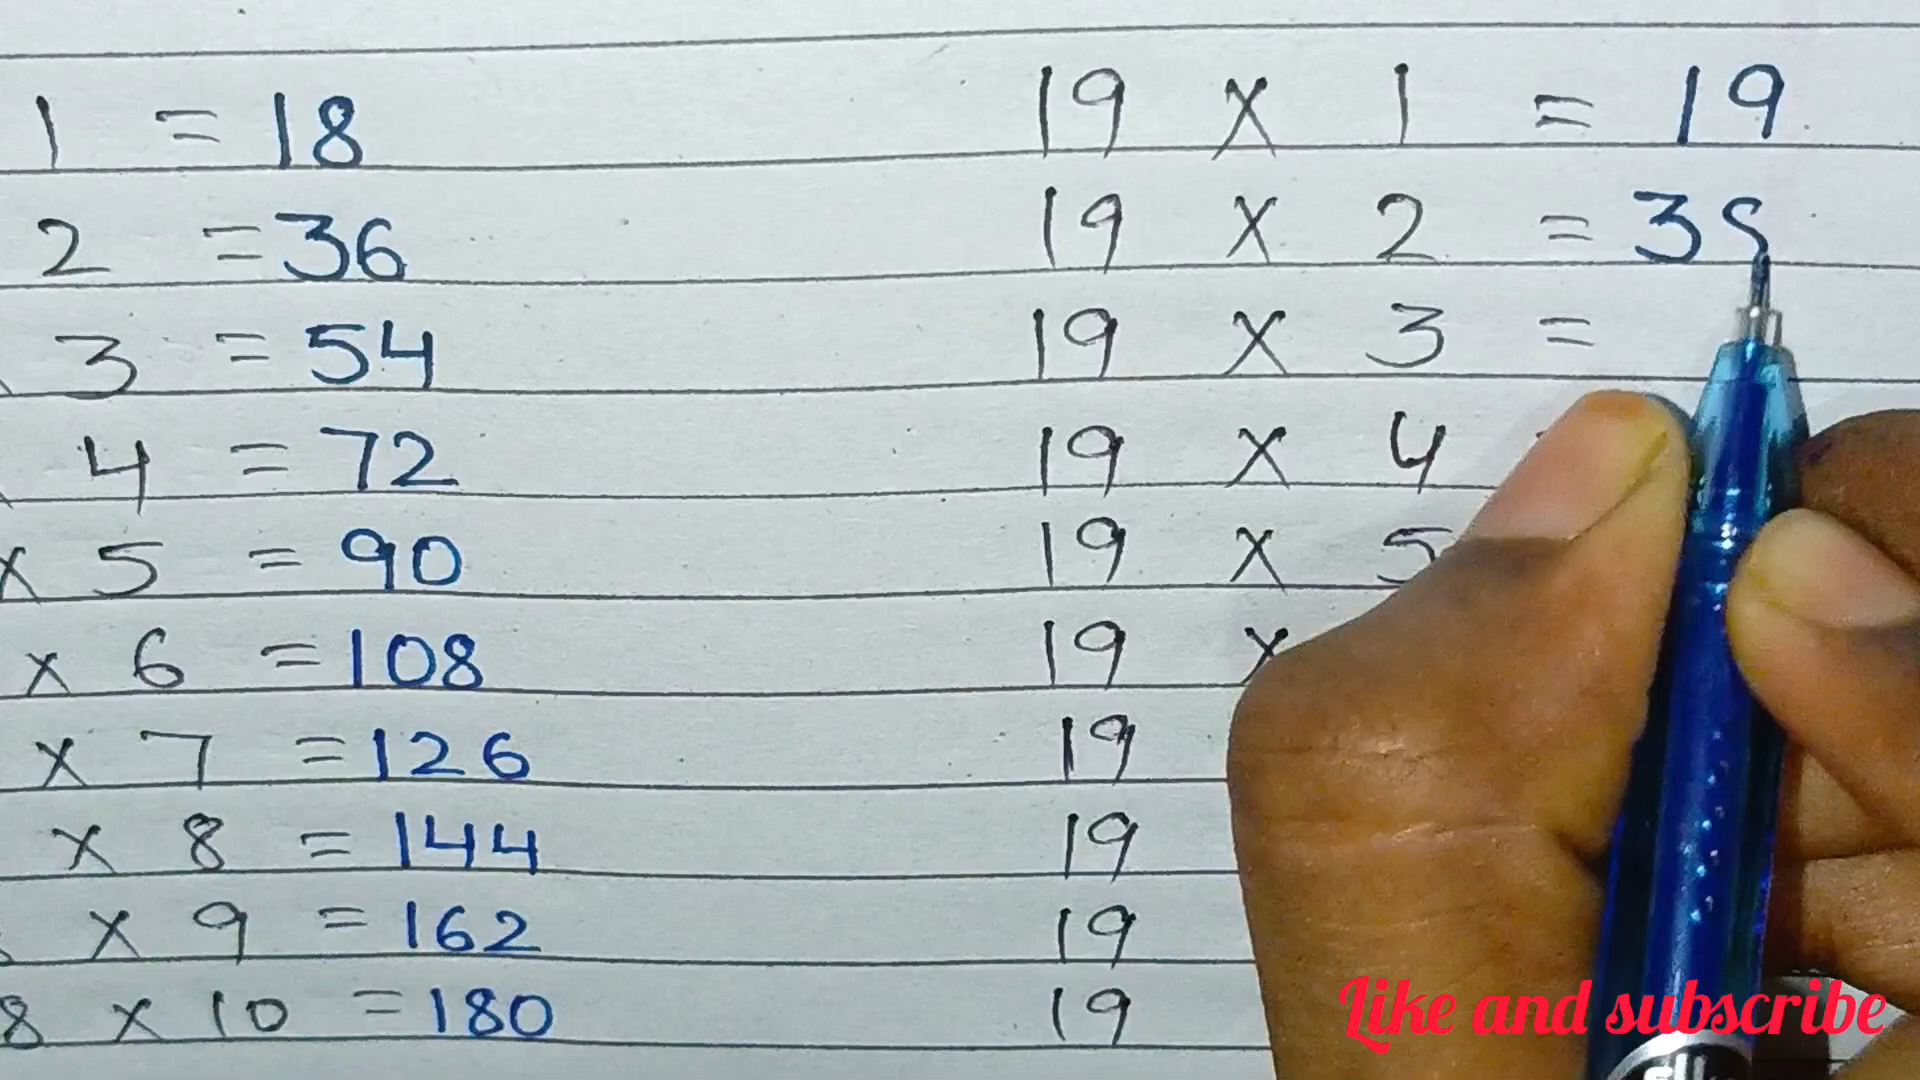 1 = 18
2 = 36
3 = 54
4 = 72
x 5 = 90
x 6 = 108
x 7 = 126
x 8 = 144
x 9 = 162
8 x 10 = 180
19 x 1 = 19
19 x 2 = 3
19 x 3 =
19 x 4
19 x 5
19 x
19
19
19
19
Like and subscribe